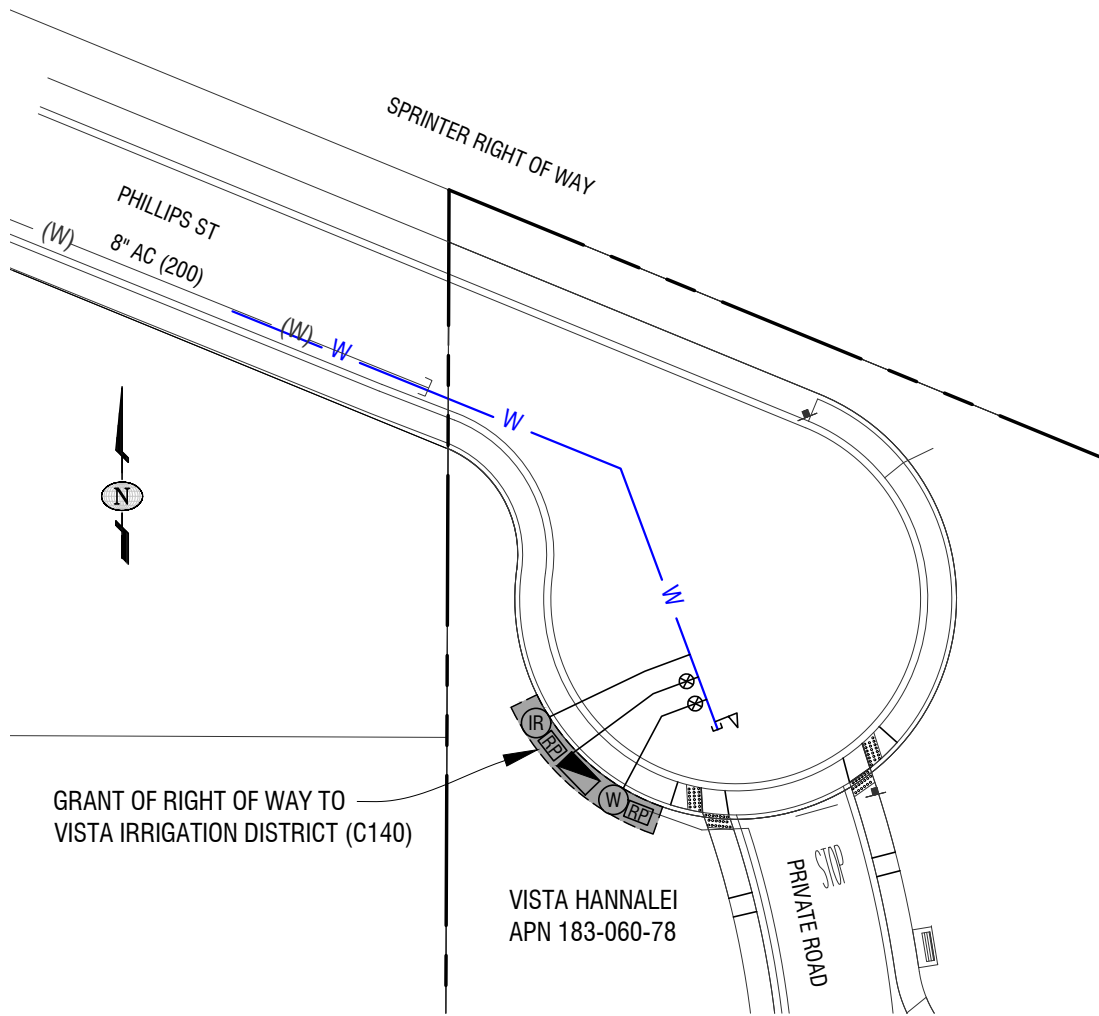 SPRINTER RIGHT OF WAY
PHILLIPS ST
8" AC (200)
(W)
(W)
W
W
W
N
IR
RP
W
RP
GRANT OF RIGHT OF WAY TO
VISTA IRRIGATION DISTRICT (C140)
VISTA HANNALEI
APN 183-060-78
STOP
PRIVATE ROAD